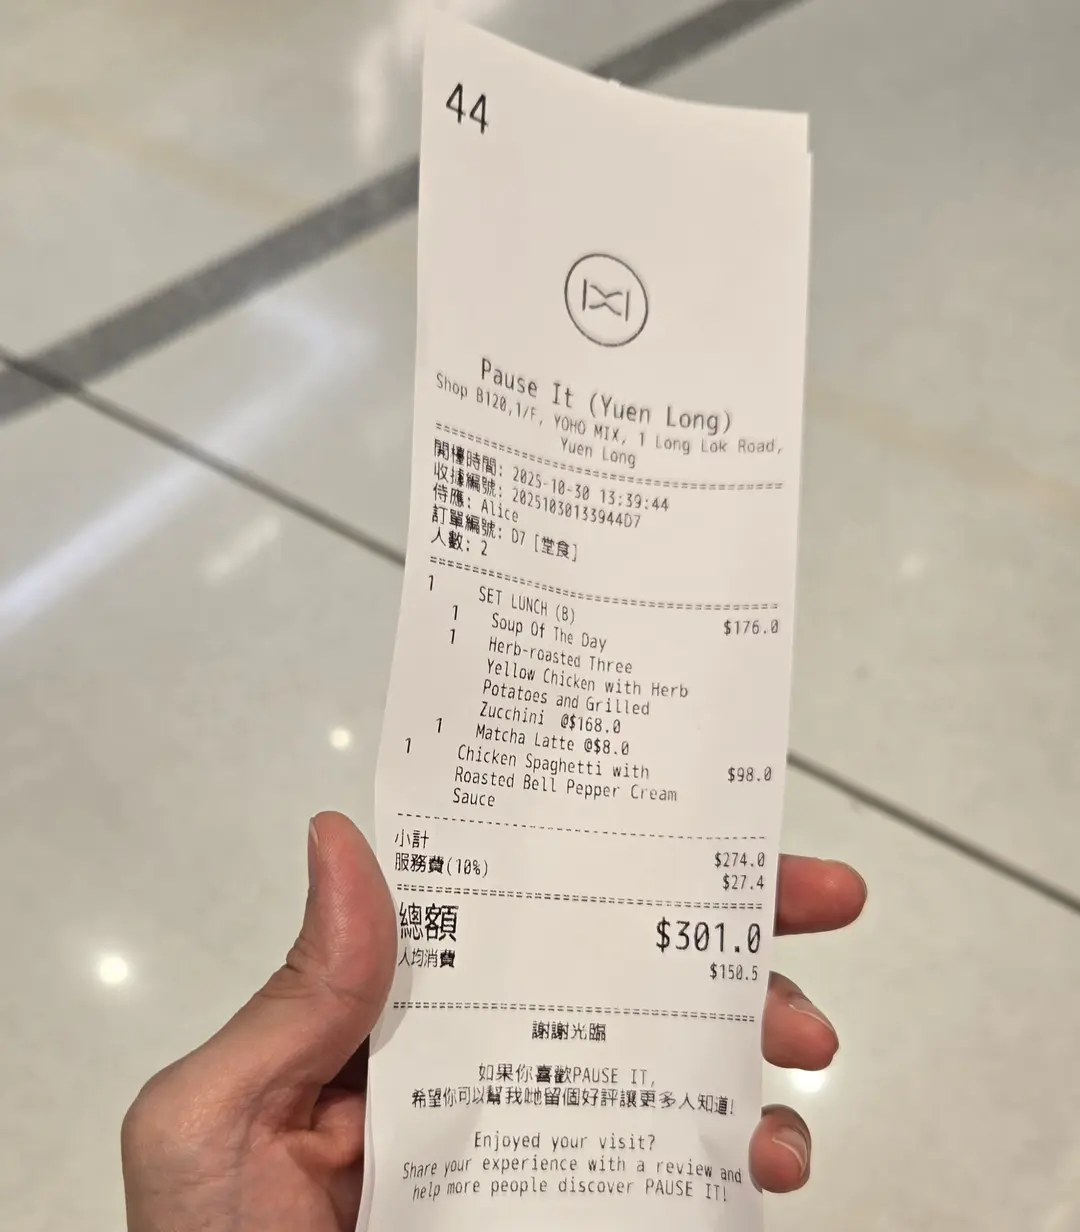 44
Pause It (Yuen Long)
Shop B120,1/F, YOHO MIX, 1 Long Lok Road,
Yuen Long
開檯時間: 2025-10-30 13:39:44
收據編號: 20251030133944D7
侍應: Alice
訂單編號: D7 [堂食]
人數: 2
1 SET LUNCH (B) $176.0
1 Soup Of The Day
1 Herb-roasted Three
Yellow Chicken with Herb
Potatoes and Grilled
Zucchini @$168.0
1 Matcha Latte @$8.0
1 Chicken Spaghetti with $98.0
Roasted Bell Pepper Cream
Sauce
小計 $274.0
服務費(10%) $27.4
總額 $301.0
人均消費 $150.5
謝謝光臨
如果你喜歡PAUSE IT,
希望你可以幫我哋留個好評讓更多人知道!
Enjoyed your visit?
Share your experience with a review and
help more people discover PAUSE IT!